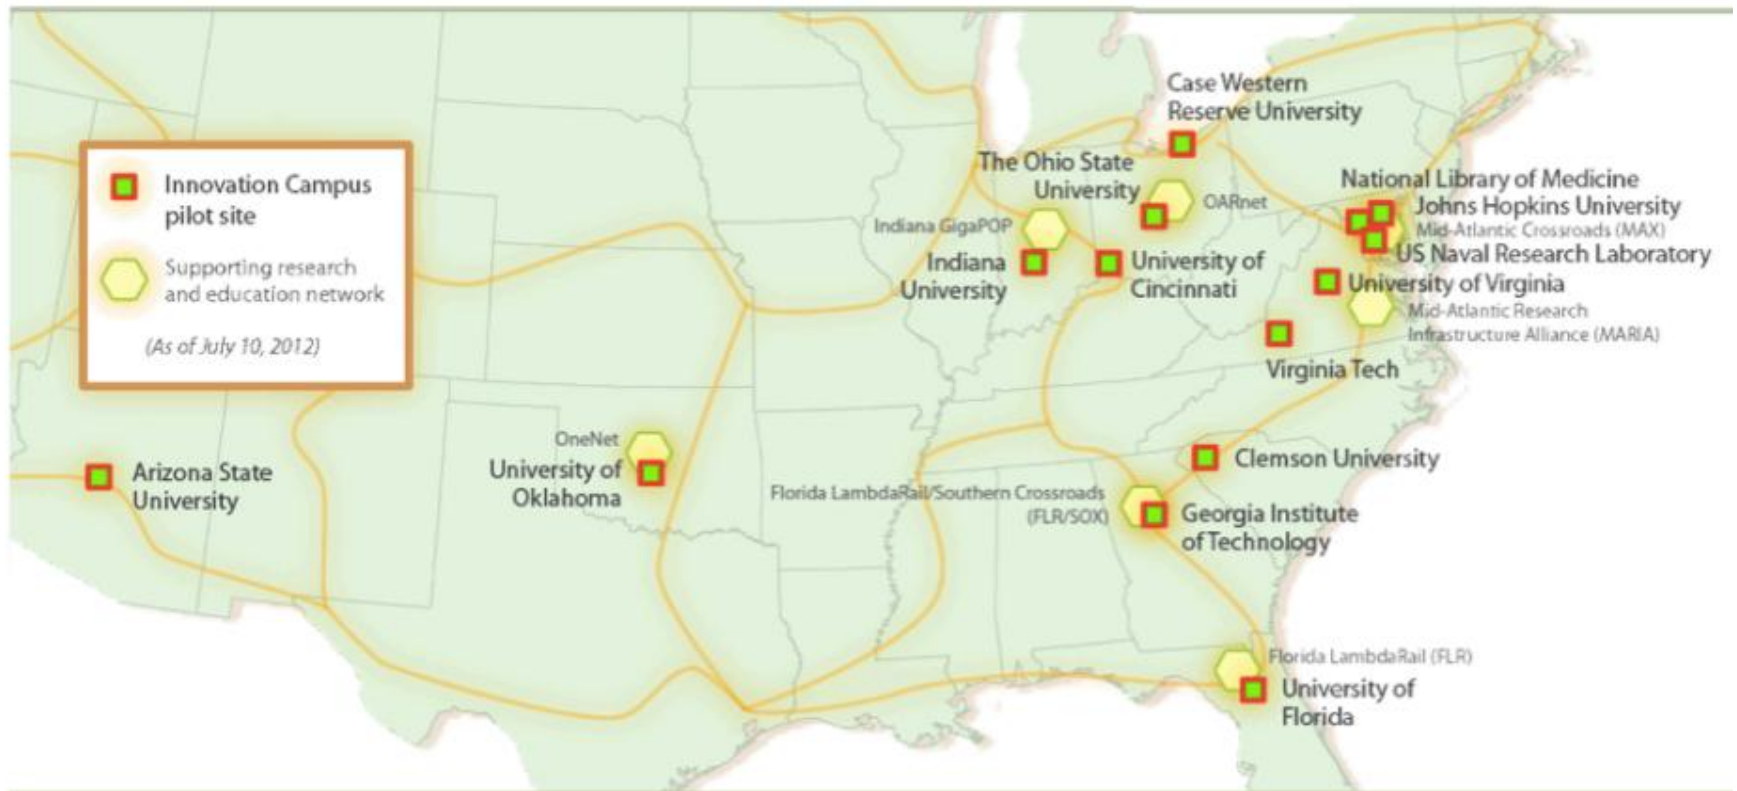 Case Western
Reserve University
The Ohio State
University
OARnet
National Library of Medicine
Johns Hopkins University
Mid-Atlantic Crossroads (MAX)
US Naval Research Laboratory
Innovation Campus
pilot site
Supporting research
and education network
(As of July 10, 2012)
Indiana GigaPOP
Indiana
University
University of
Cincinnati
University of Virginia
Mid-Atlantic Research
Infrastructure Alliance (MARIA)
Virginia Tech
Arizona State
University
OneNet
University of
Oklahoma
Clemson University
Florida LambdaRail/Southern Crossroads
(FLR/SOX)
Georgia Institute
of Technology
Florida LambdaRail (FLR)
University of
Florida